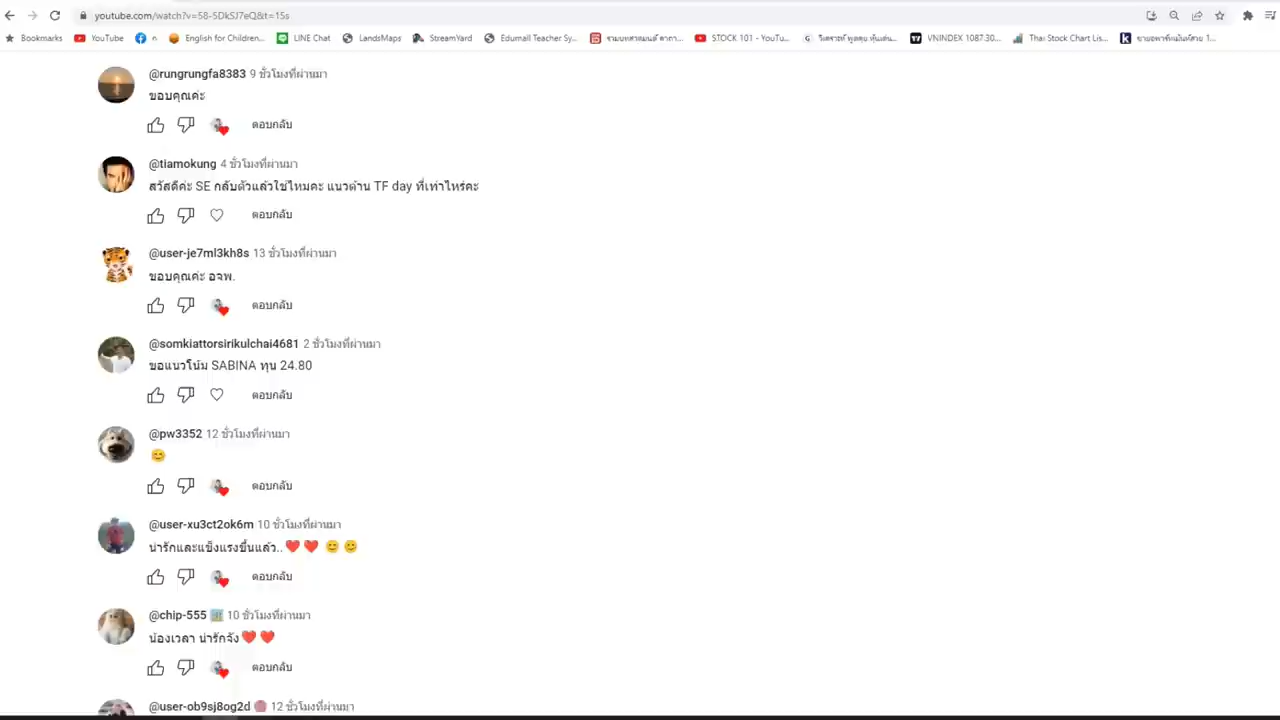 youtube.com/watch?v=58-5DkSJ7eQ&t=15s
Bookmarks YouTube n English for Children... LINE Chat LandsMaps StreamYard Edumall Teacher Sy... STOCK 101 - YouTu... VNINDEX 1087-30... Thai Stock Chart Lis...
@rungrungfa8383 9 ชั่วโมงที่ผ่านมา
ขอบคุณค่ะ
ตอบกลับ
@tiamokung 4 ชั่วโมงที่ผ่านมา
สวัสดีค่ะ SE กลับตัวแล้วใช่ไหมคะ แนวต้าน TF day ที่เท่าไหร่คะ
ตอบกลับ
@user-je7ml3kh8s 13 ชั่วโมงที่ผ่านมา
ขอบคุณค่ะ อจพ.
ตอบกลับ
@somkiattorsirikulchai4681 2 ชั่วโมงที่ผ่านมา
ขอแนวโน้ม SABINA ทุน 24.80
ตอบกลับ
@pw3352 12 ชั่วโมงที่ผ่านมา
😊
ตอบกลับ
@user-xu3ct2ok6m 10 ชั่วโมงที่ผ่านมา
น่ารักและแข็งแรงขึ้นแล้ว..❤️❤️ 😊😊
ตอบกลับ
@chip-555 10 ชั่วโมงที่ผ่านมา
น้องเวลา น่ารักจัง❤️❤️
ตอบกลับ
@user-ob9sj8og2d 12 ชั่วโมงที่ผ่านมา